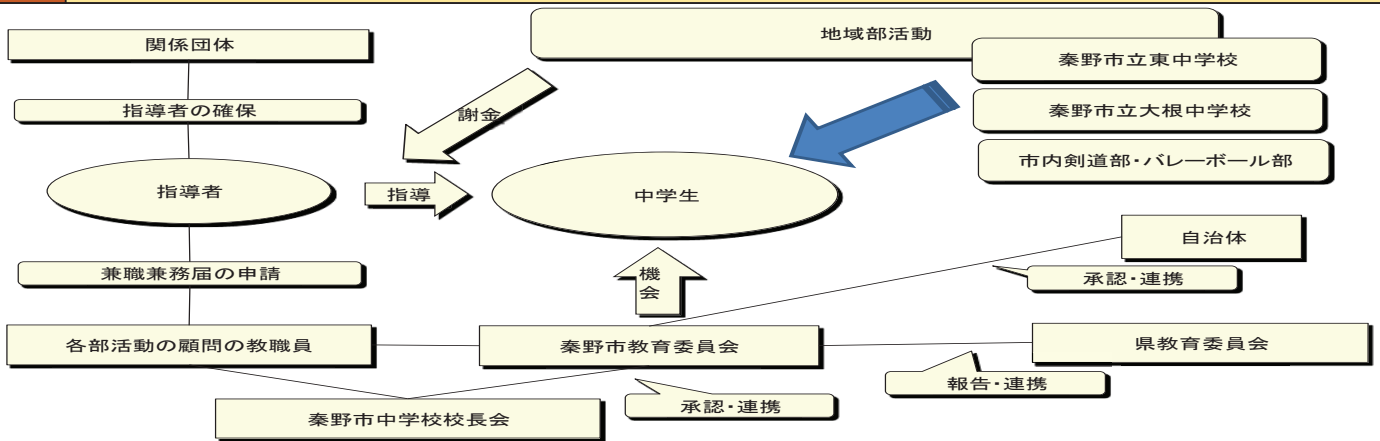 関係団体
地域部活動
秦野市立東中学校
指導者の確保
謝金
秦野市立大根中学校
市内剣道部・バレーボール部
指導者
指導
中学生
自治体
兼職兼務届の申請
機
会
承認・連携
各部活動の顧問の教職員
秦野市教育委員会
県教育委員会
報告・連携
承認・連携
秦野市中学校校長会